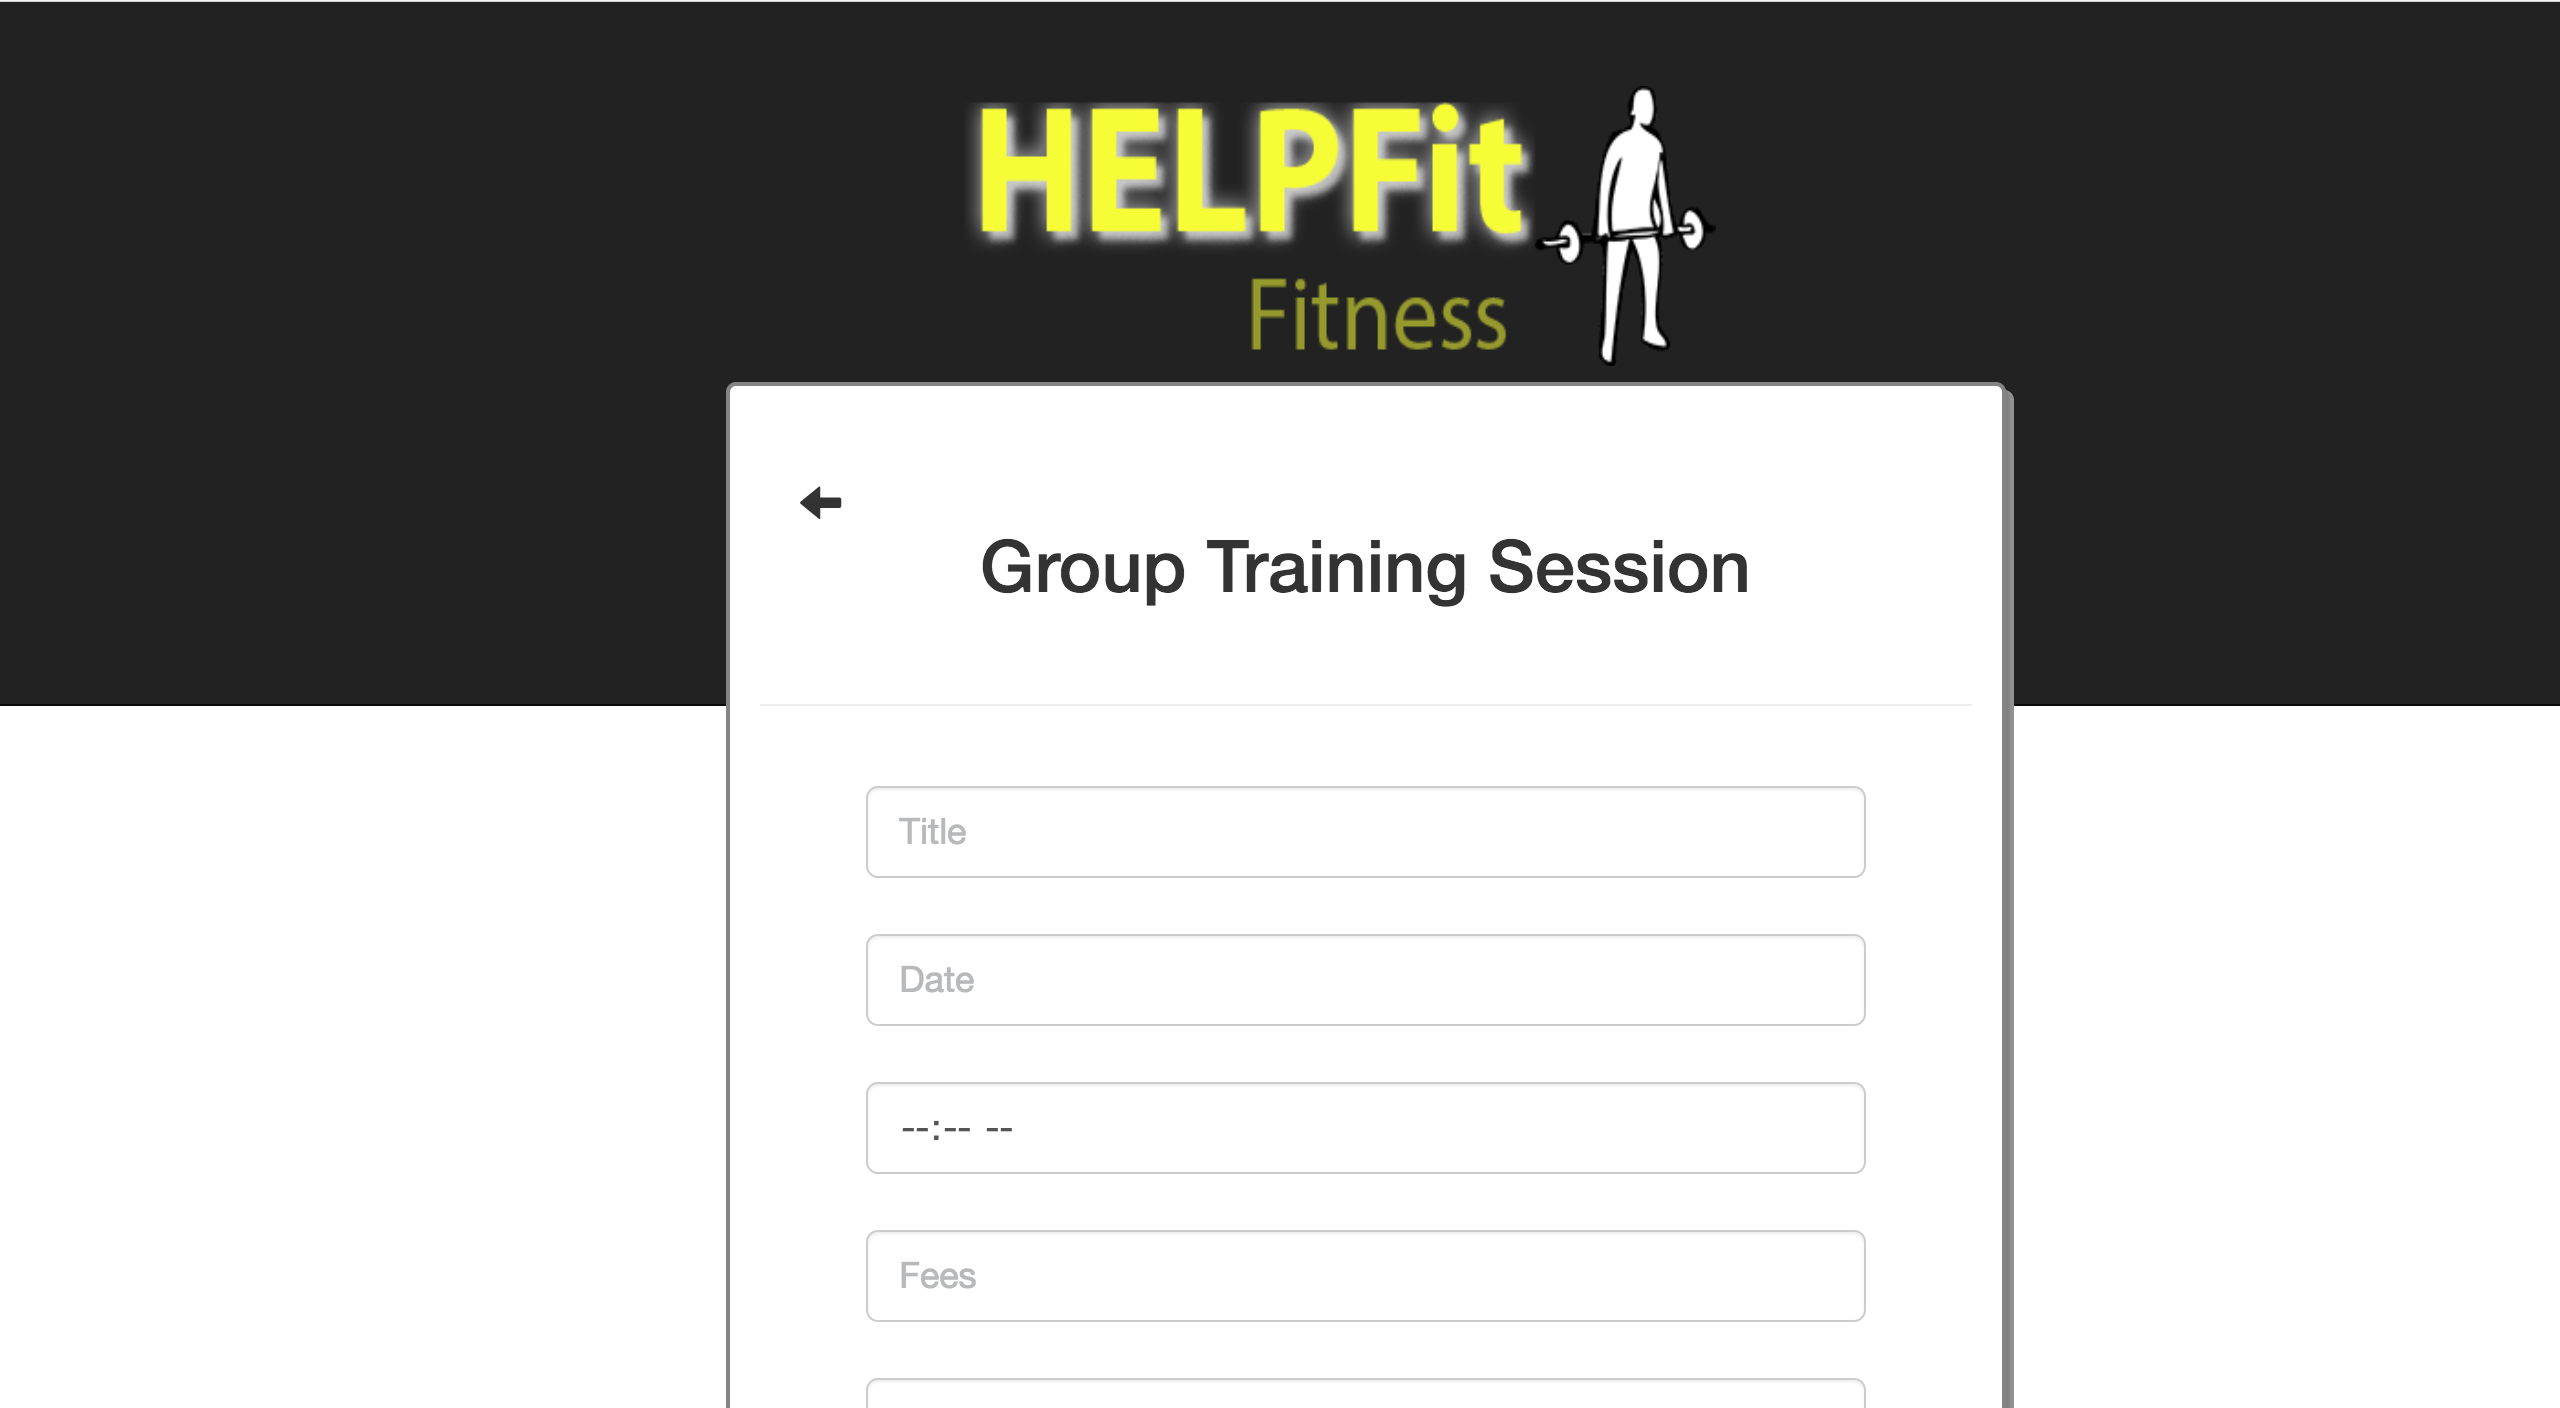 HELPFit
Fitness
Group Training Session
Title
Date
--:-- --
Fees